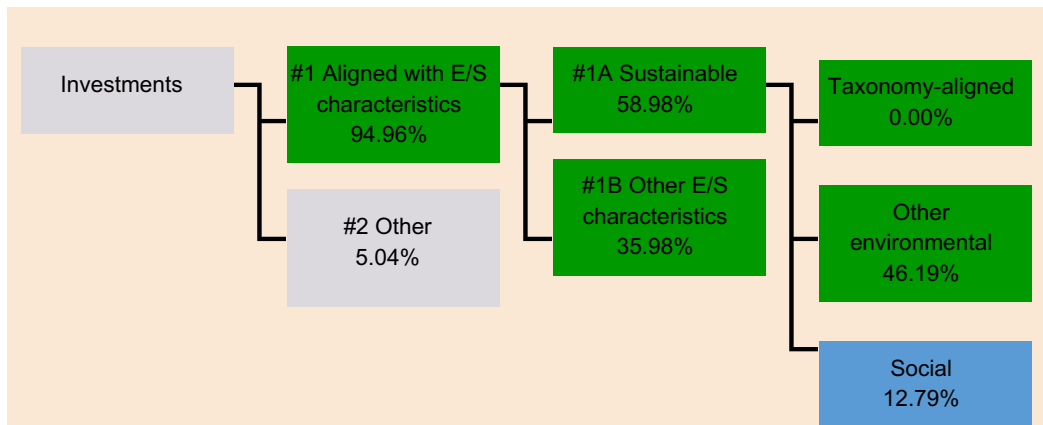 Investments
#1 Aligned with E/S
characteristics
94.96%
#2 Other
5.04%
#1A Sustainable
58.98%
#1B Other E/S
characteristics
35.98%
Taxonomy-aligned
0.00%
Other
environmental
46.19%
Social
12.79%